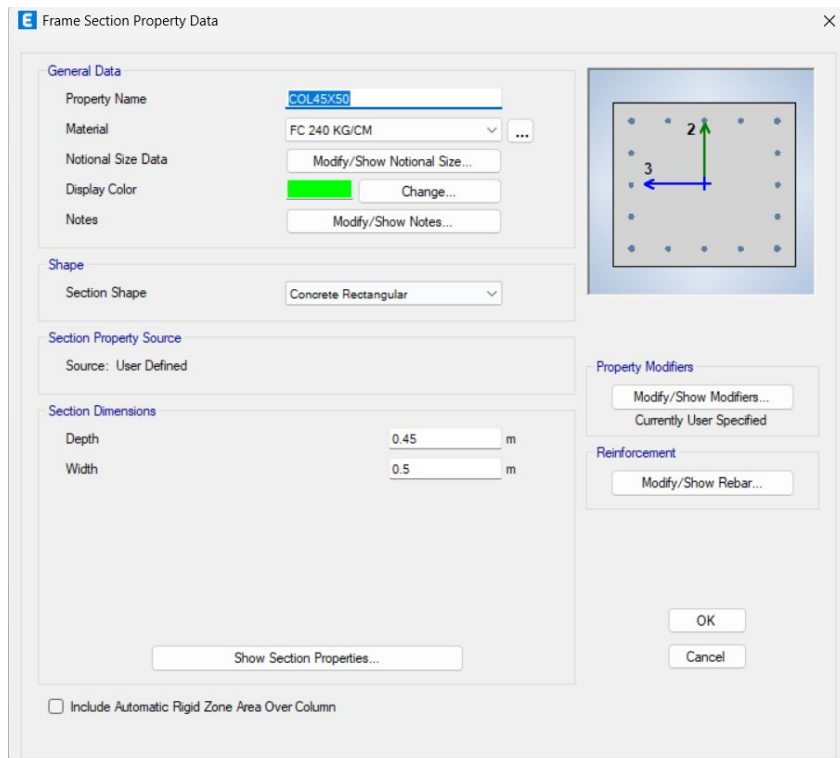 E Frame Section Property Data
General Data
Property Name COL45X50
Material FC 240 KG/CM ...
Notional Size Data Modify/Show Notional Size...
Display Color Change...
Notes Modify/Show Notes...
2
3
Shape
Section Shape Concrete Rectangular
Section Property Source
Source: User Defined
Property Modifiers
Modify/Show Modifiers...
Currently User Specified
Section Dimensions
Depth 0.45 m
Width 0.5 m
Reinforcement
Modify/Show Rebar...
OK
Show Section Properties...
Cancel
Include Automatic Rigid Zone Area Over Column